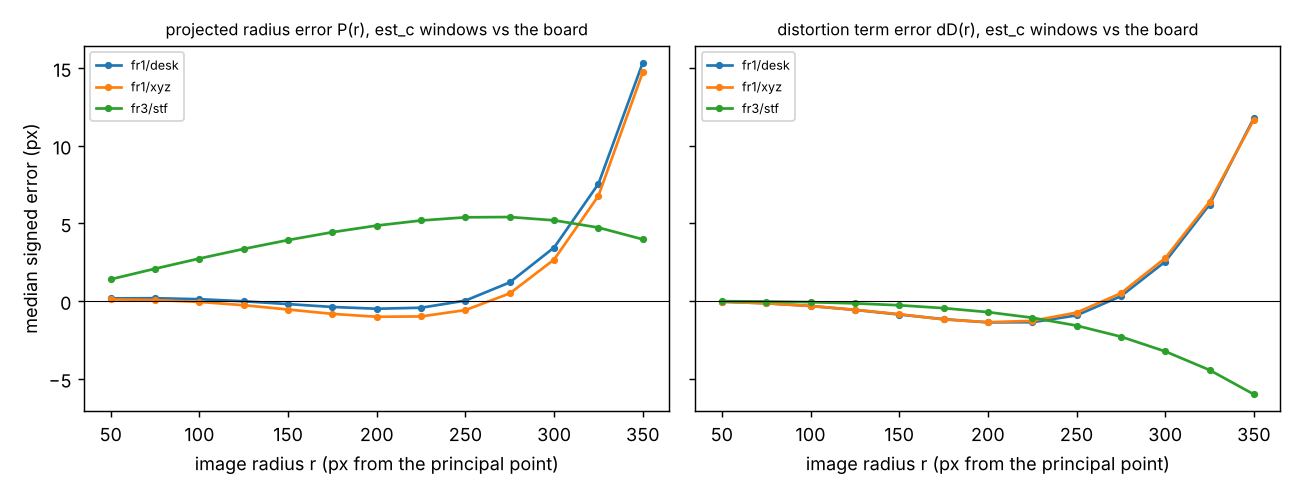 projected radius error P(r), est_c windows vs the board
fr1/desk
fr1/xyz
fr3/stf
15
10
5
0
−5
median signed error (px)
50 100 150 200 250 300 350
image radius r (px from the principal point)
distortion term error dD(r), est_c windows vs the board
fr1/desk
fr1/xyz
fr3/stf
50 100 150 200 250 300 350
image radius r (px from the principal point)